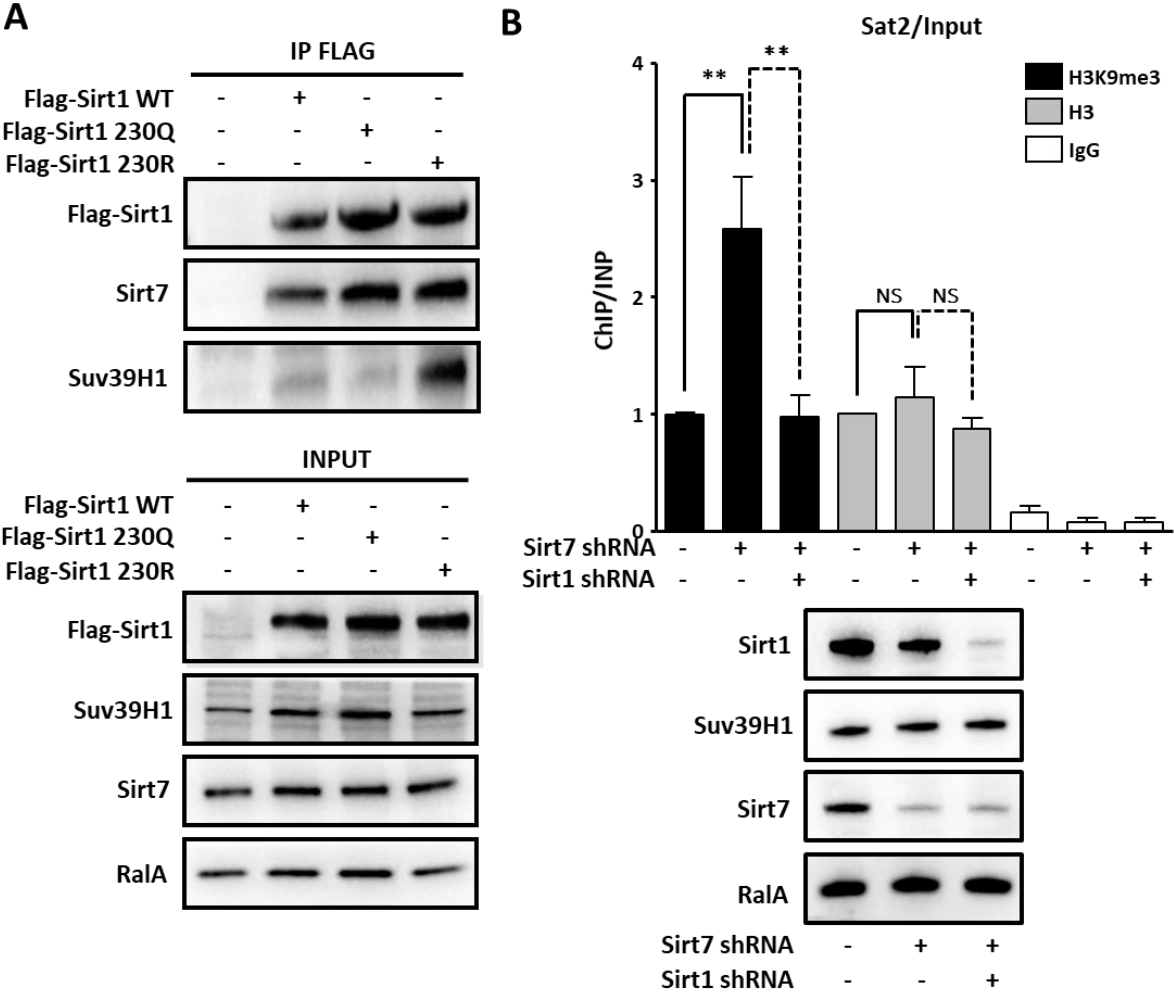 A
IP FLAG
Flag-Sirt1 WT - + - -
Flag-Sirt1 230Q - - + -
Flag-Sirt1 230R - - - +
Flag-Sirt1
Sirt7
Suv39H1
INPUT
Flag-Sirt1 WT - + - -
Flag-Sirt1 230Q - - + -
Flag-Sirt1 230R - - - +
Flag-Sirt1
Suv39H1
Sirt7
RalA
B
Sat2/Input
H3K9me3
H3
IgG
ChIP/INP
4
3
2
1
0
** **
NS NS
Sirt7 shRNA - + + - + + - + +
Sirt1 shRNA - - + - - + - - +
Sirt1
Suv39H1
Sirt7
RalA
Sirt7 shRNA - + +
Sirt1 shRNA - - +